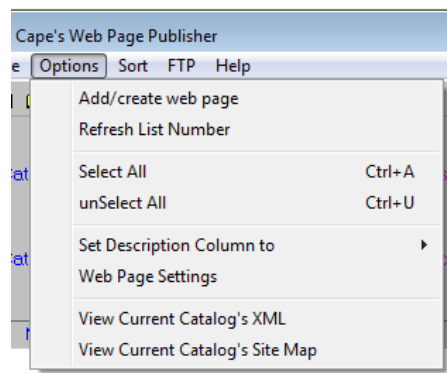 Cape's Web Page Publisher
e Options Sort FTP Help
Add/create web page
Refresh List Number
Select All Ctrl+A
unSelect All Ctrl+U
Set Description Column to
Web Page Settings
View Current Catalog's XML
View Current Catalog's Site Map